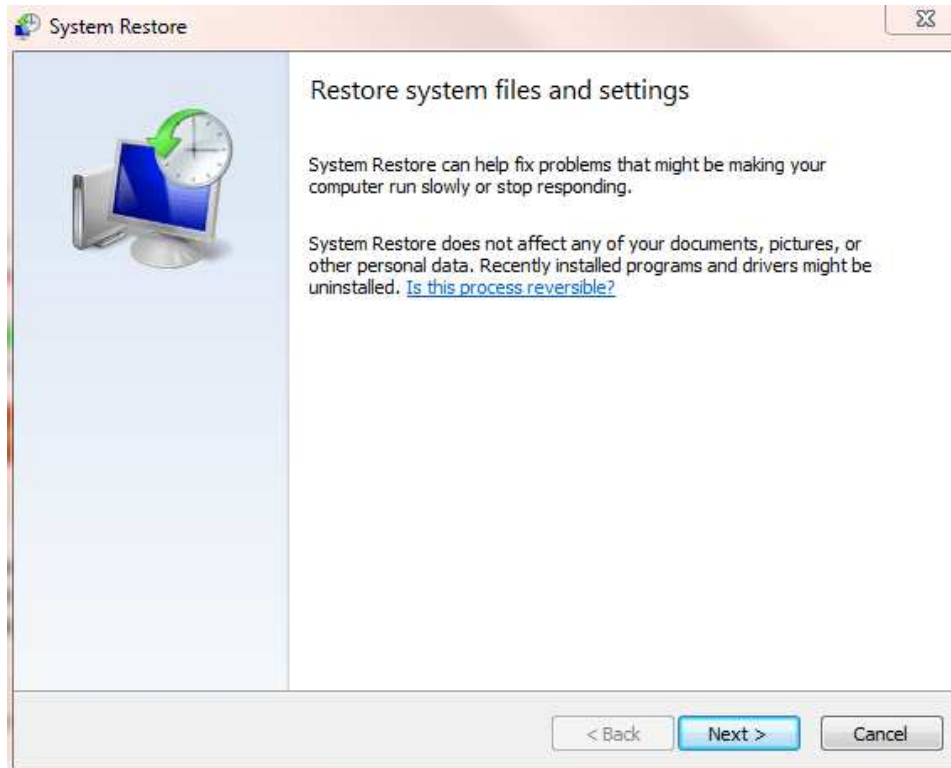 System Restore
Restore system files and settings
System Restore can help fix problems that might be making your
computer run slowly or stop responding.
System Restore does not affect any of your documents, pictures, or
other personal data. Recently installed programs and drivers might be
uninstalled. Is this process reversible?
< Back
Next >
Cancel